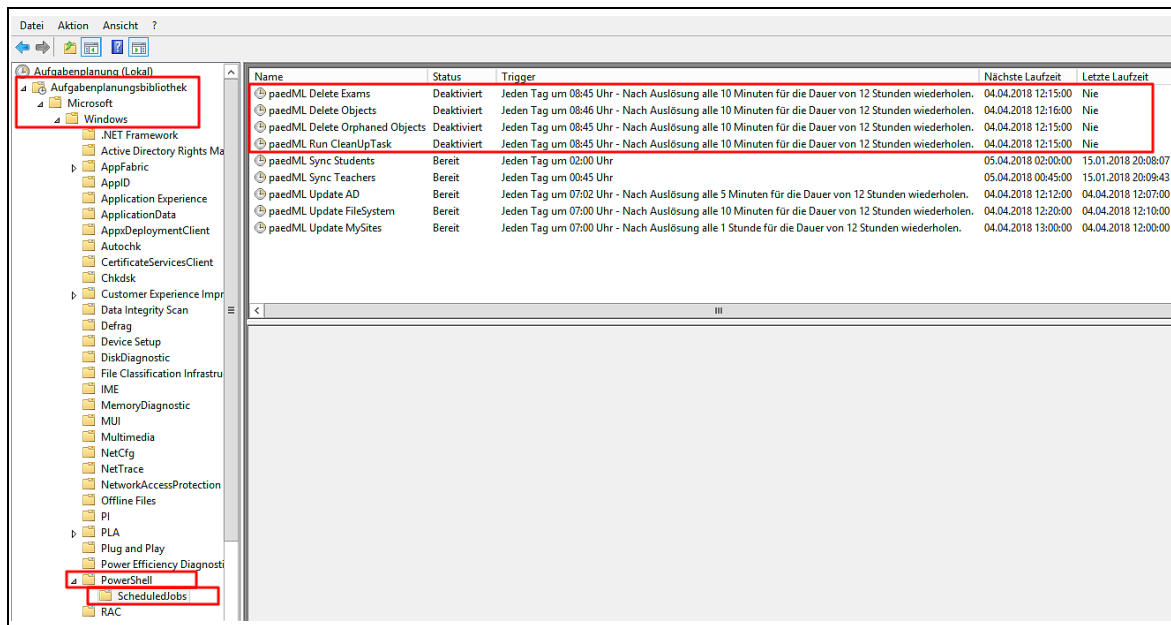 Datei Aktion Ansicht ?
Aufgabenplanung (Lokal)
Aufgabenplanungsbibliothek
Microsoft
Windows
.NET Framework
Active Directory Rights Ma
AppFabric
AppID
Application Experience
ApplicationData
AppxDeploymentClient
Autochk
CertificateServicesClient
Chkdsk
Customer Experience Impr
Data Integrity Scan
Defrag
Device Setup
DiskDiagnostic
File Classification Infrastru
IME
MemoryDiagnostic
MUI
Multimedia
NetCfg
NetTrace
NetworkAccessProtection
Offline Files
PI
PLA
Plug and Play
Power Efficiency Diagnosti
PowerShell
ScheduledJobs
RAC
Name Status Trigger Nächste Laufzeit Letzte Laufzeit
paedML Delete Exams Deaktiviert Jeden Tag um 08:45 Uhr - Nach Auslösung alle 10 Minuten für die Dauer von 12 Stunden wiederholen. 04.04.2018 12:15:00 Nie
paedML Delete Objects Deaktiviert Jeden Tag um 08:46 Uhr - Nach Auslösung alle 10 Minuten für die Dauer von 12 Stunden wiederholen. 04.04.2018 12:16:00 Nie
paedML Delete Orphaned Objects Deaktiviert Jeden Tag um 08:45 Uhr - Nach Auslösung alle 10 Minuten für die Dauer von 12 Stunden wiederholen. 04.04.2018 12:15:00 Nie
paedML Run CleanUpTask Deaktiviert Jeden Tag um 08:45 Uhr - Nach Auslösung alle 10 Minuten für die Dauer von 12 Stunden wiederholen. 04.04.2018 12:15:00 Nie
paedML Sync Students Bereit Jeden Tag um 02:00 Uhr 05.04.2018 02:00:00 15.01.2018 20:08:07
paedML Sync Teachers Bereit Jeden Tag um 00:45 Uhr 05.04.2018 00:45:00 15.01.2018 20:09:43
paedML Update AD Bereit Jeden Tag um 07:02 Uhr - Nach Auslösung alle 5 Minuten für die Dauer von 12 Stunden wiederholen. 04.04.2018 12:12:00 04.04.2018 12:07:00
paedML Update FileSystem Bereit Jeden Tag um 07:00 Uhr - Nach Auslösung alle 10 Minuten für die Dauer von 12 Stunden wiederholen. 04.04.2018 12:20:00 04.04.2018 12:10:00
paedML Update MySites Bereit Jeden Tag um 07:00 Uhr - Nach Auslösung alle 1 Stunde für die Dauer von 12 Stunden wiederholen. 04.04.2018 13:00:00 04.04.2018 12:00:00